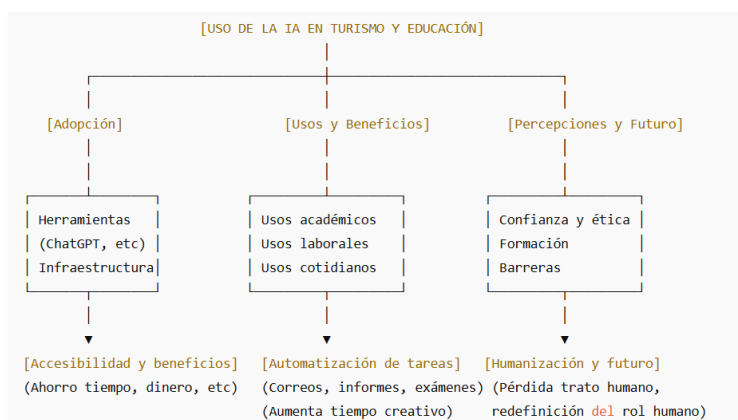 [USO DE LA IA EN TURISMO Y EDUCACIÓN]
[Adopción] [Usos y Beneficios] [Percepciones y Futuro]
Herramientas Usos académicos Confianza y ética
(ChatGPT, etc) Usos laborales Formación
Infraestructura Usos cotidianos Barreras
[Accesibilidad y beneficios] [Automatización de tareas] [Humanización y futuro]
(Ahorro tiempo, dinero, etc) (Correos, informes, exámenes) (Pérdida trato humano,
(Aumenta tiempo creativo) redefinición del rol humano)